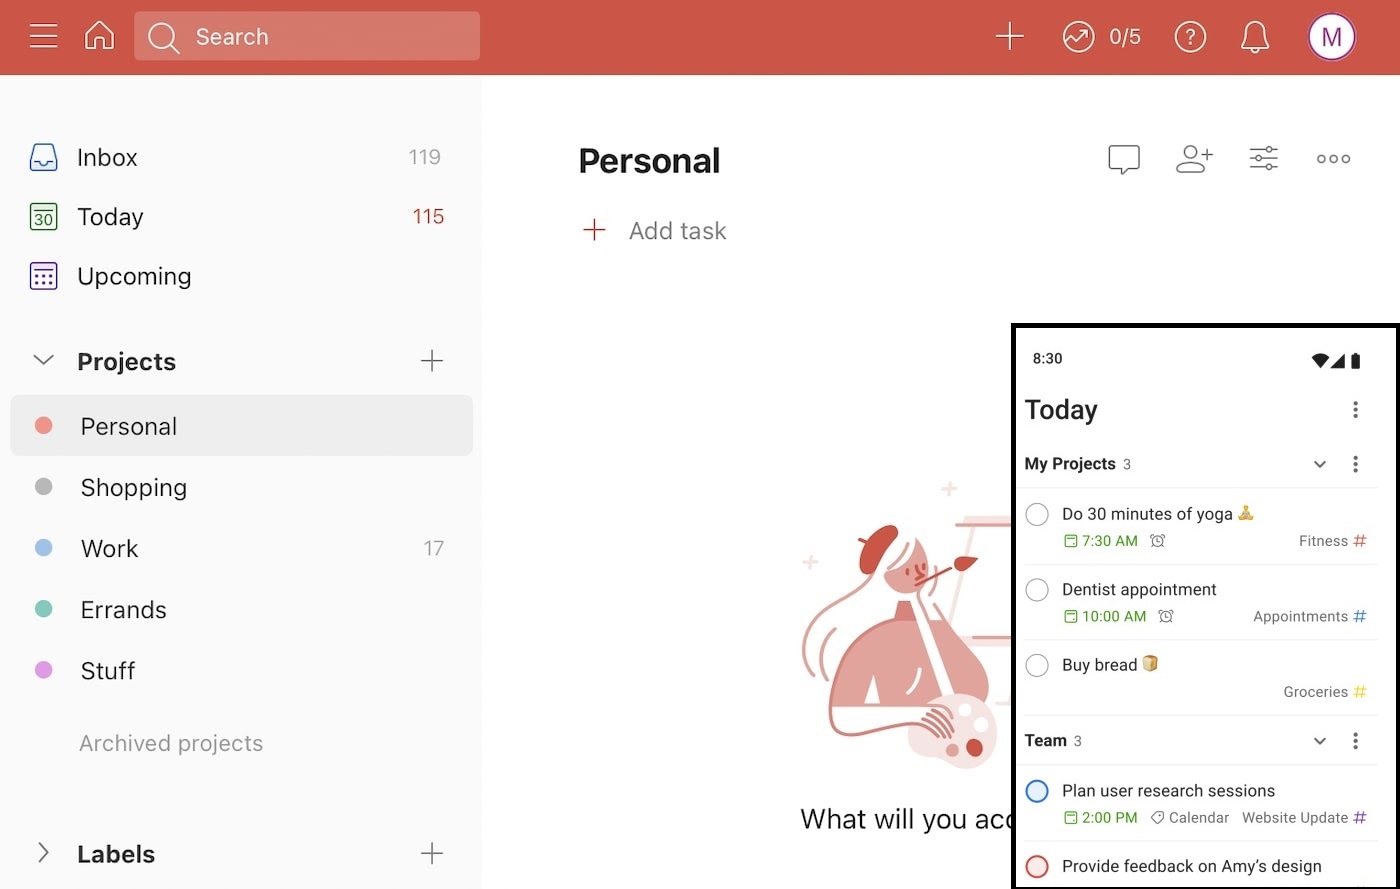 Search
0/5
M
Inbox 119
30 Today 115
Upcoming
Projects
Personal
Shopping
Work 17
Errands
Stuff
Archived projects
Labels
Personal
Add task
What will you
8:30
Today
My Projects 3
Do 30 minutes of yoga
7:30 AM Fitness #
Dentist appointment
10:00 AM Appointments #
Buy bread
Groceries #
Team 3
Plan user research sessions
2:00 PM Calendar Website Update #
Provide feedback on Amy’s design